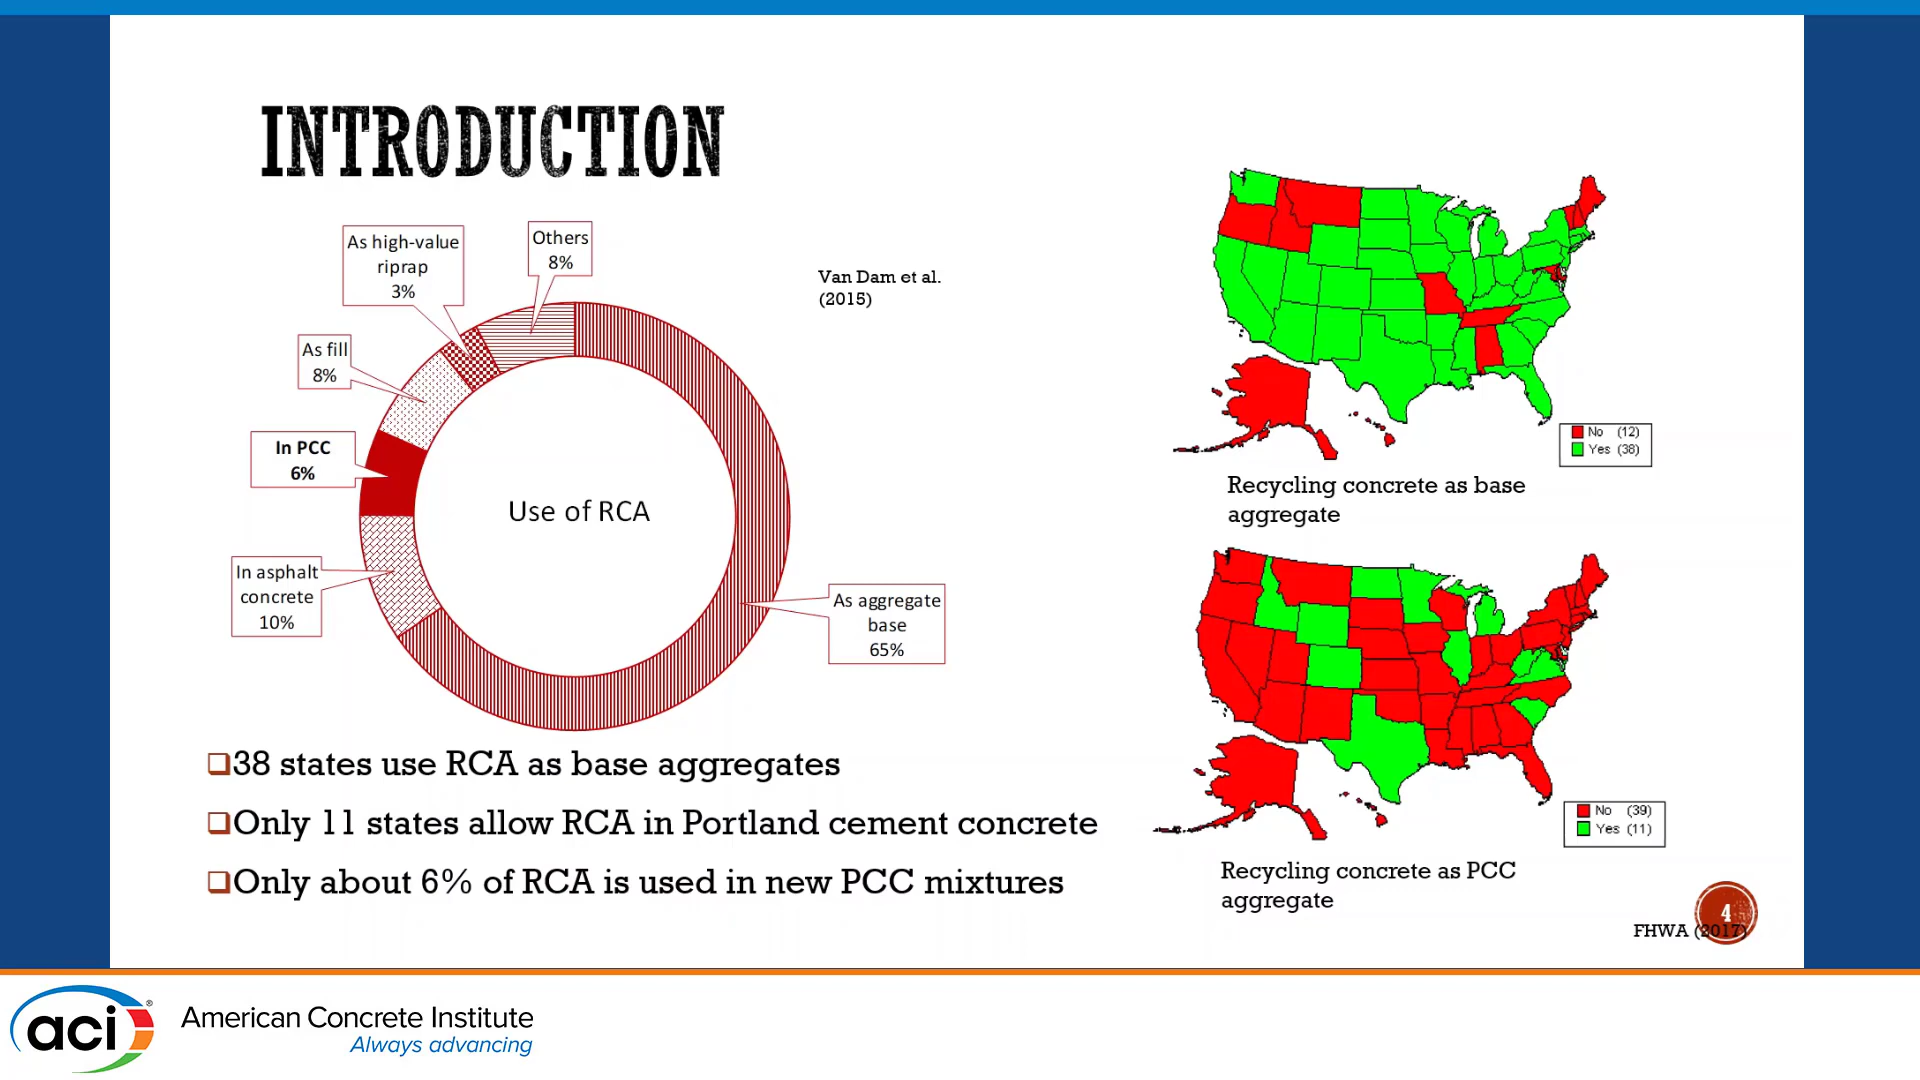 INTRODUCTION
As high-value
riprap
3%
Others
8%
Van Dam et al.
(2015)
As fill
8%
In PCC
6%
Use of RCA
In asphalt
concrete
10%
As aggregate
base
65%
38 states use RCA as base aggregates
Only 11 states allow RCA in Portland cement concrete
Only about 6% of RCA is used in new PCC mixtures
No (12)
Yes (38)
Recycling concrete as base
aggregate
No (39)
Yes (11)
Recycling concrete as PCC
aggregate
4
FHWA (2017)
aci®
American Concrete Institute
Always advancing